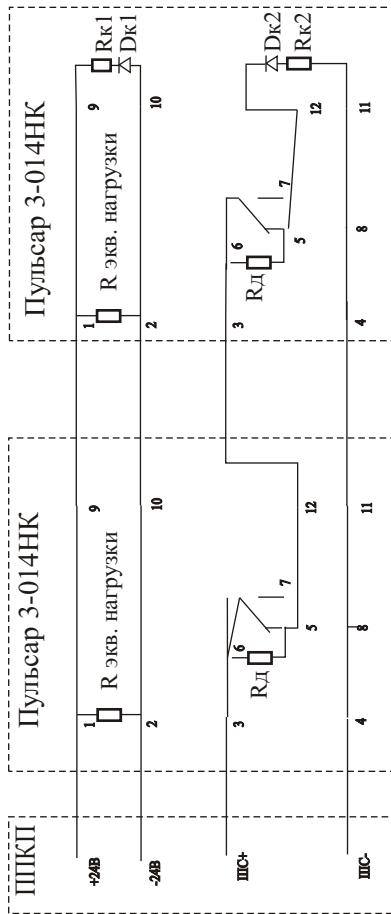 ППКП
+24В
-24В
ШС+
ШС-
Пульсар 3-014НК
1
R экв. нагрузки
2
9
10
3
6
Rд
7
5
12
4
8
11
Пульсар 3-014НК
1
R экв. нагрузки
2
9
Rк1
Dк1
10
3
6
Rд
7
5
12
Dк2
Rк2
4
8
11